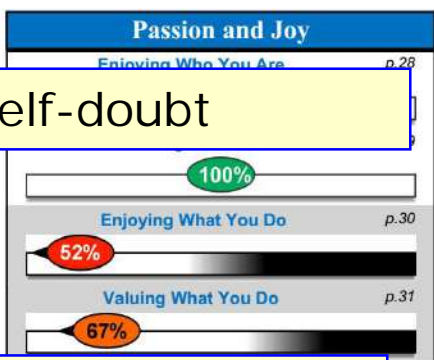 Passion and Joy
Enjoying Who You Are p.28
elf-doubt
100%
Enjoying What You Do p.30
52%
Valuing What You Do p.31
67%